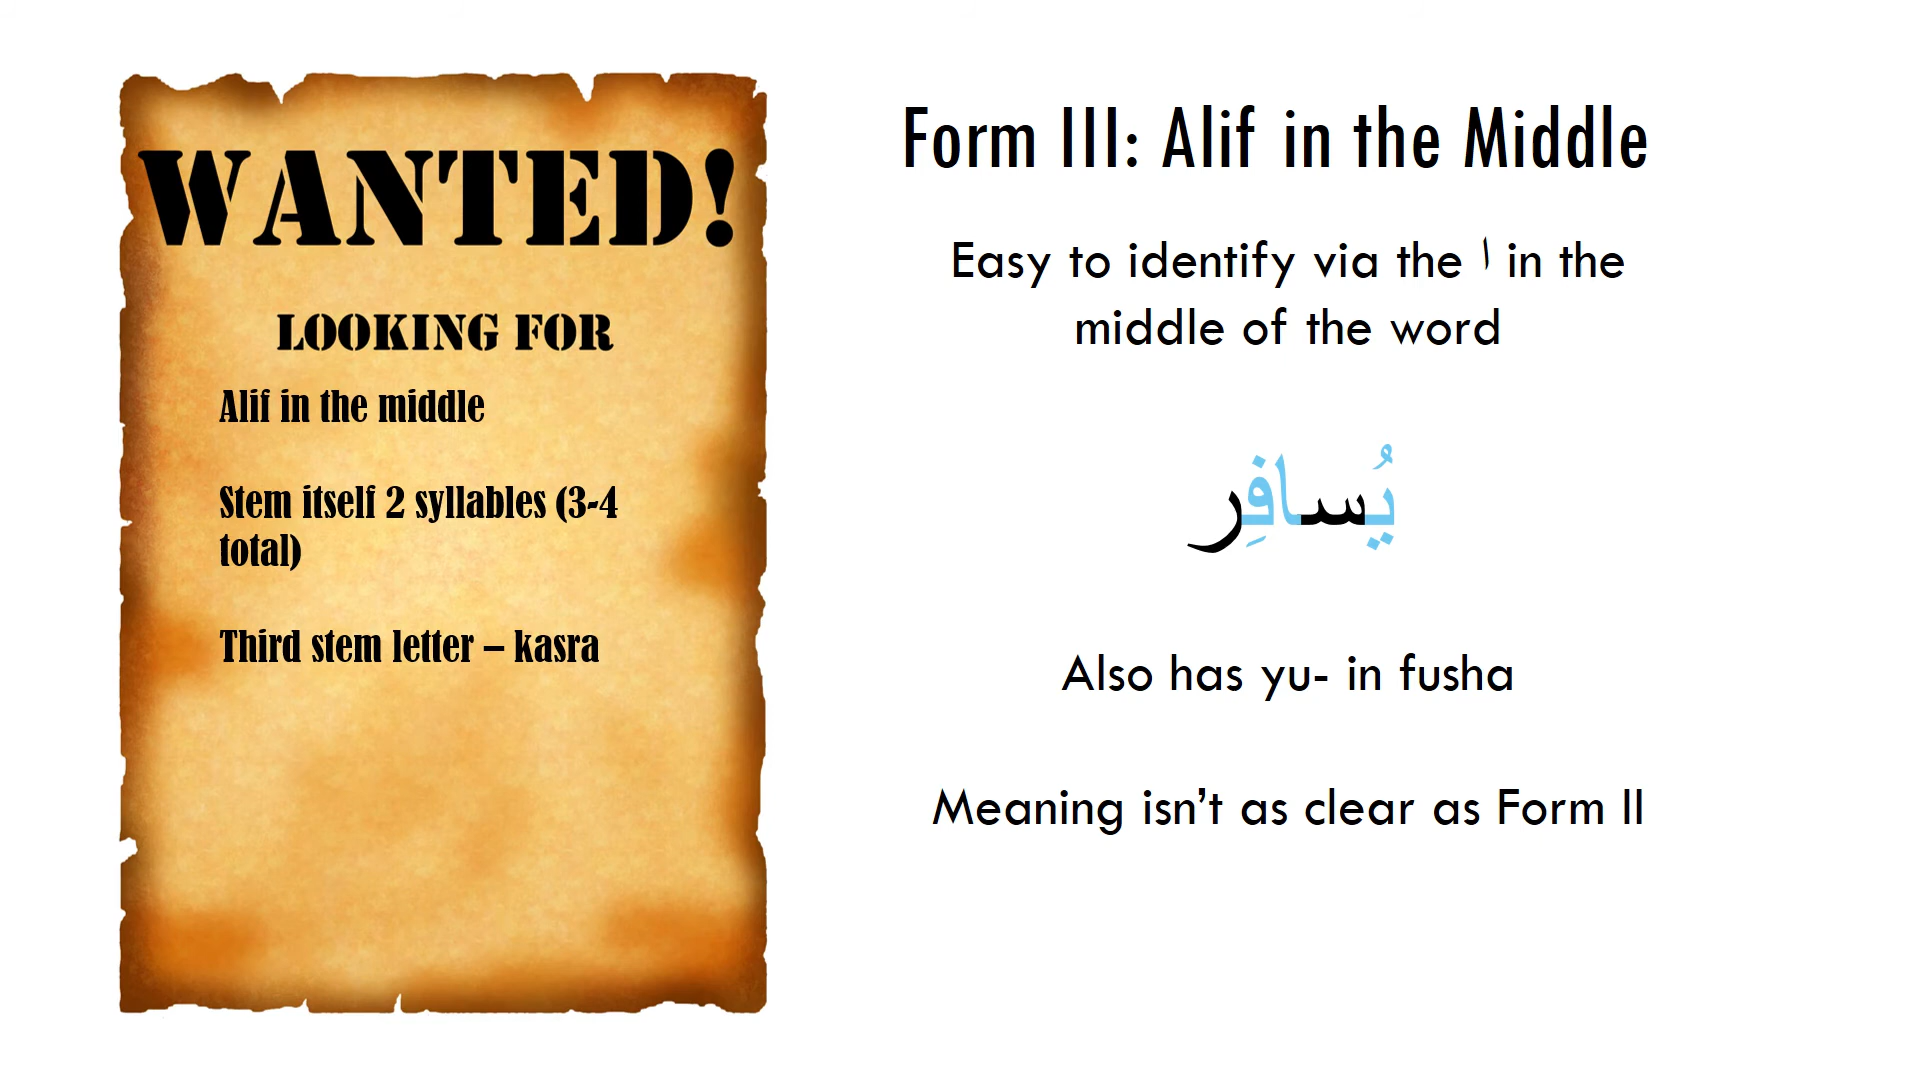 WANTED!
LOOKING FOR
Alif in the middle
Stem itself 2 syllables (3-4
total)
Third stem letter – kasra
Form III: Alif in the Middle
Easy to identify via the ا in the
middle of the word
يُسافِر
Also has yu- in fusha
Meaning isn’t as clear as Form II